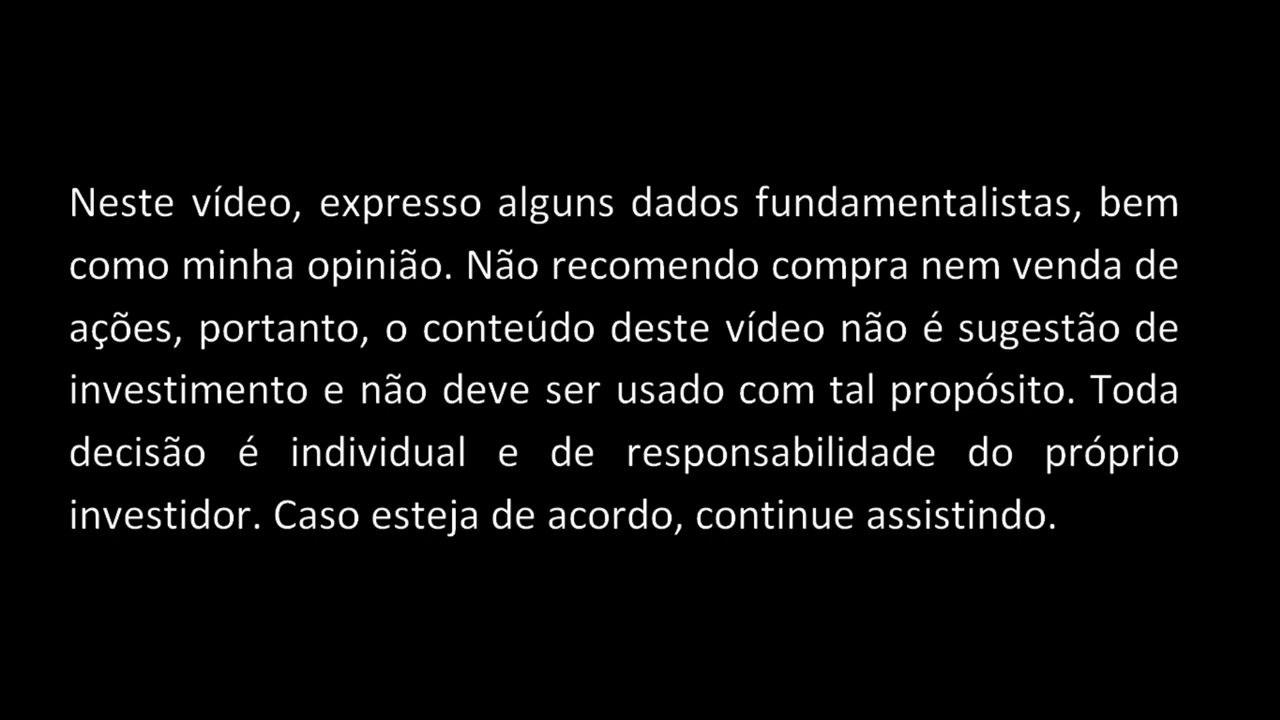 Neste vídeo, expresso alguns dados fundamentalistas, bem
como minha opinião. Não recomendo compra nem venda de
ações, portanto, o conteúdo deste vídeo não é sugestão de
investimento e não deve ser usado com tal propósito. Toda
decisão é individual e de responsabilidade do próprio
investidor. Caso esteja de acordo, continue assistindo.